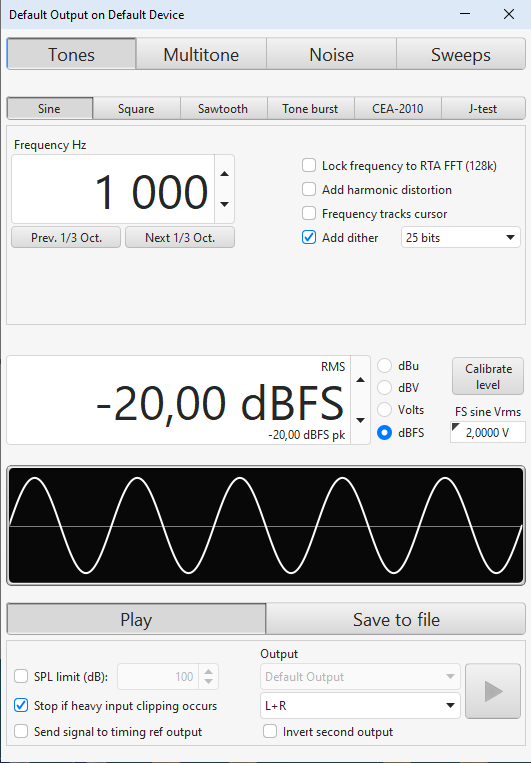 Default Output on Default Device
Tones Multitone Noise Sweeps
Sine Square Sawtooth Tone burst CEA-2010 J-test
Frequency Hz
1 000
Prev. 1/3 Oct. Next 1/3 Oct.
Lock frequency to RTA FFT (128k)
Add harmonic distortion
Frequency tracks cursor
Add dither 25 bits
RMS
-20,00 dBFS
-20,00 dBFS pk
dBu
dBV
Volts
dBFS
Calibrate
level
FS sine Vrms
2,0000 V
Play Save to file
SPL limit (dB): 100
Stop if heavy input clipping occurs
Send signal to timing ref output
Output
Default Output
L+R
Invert second output